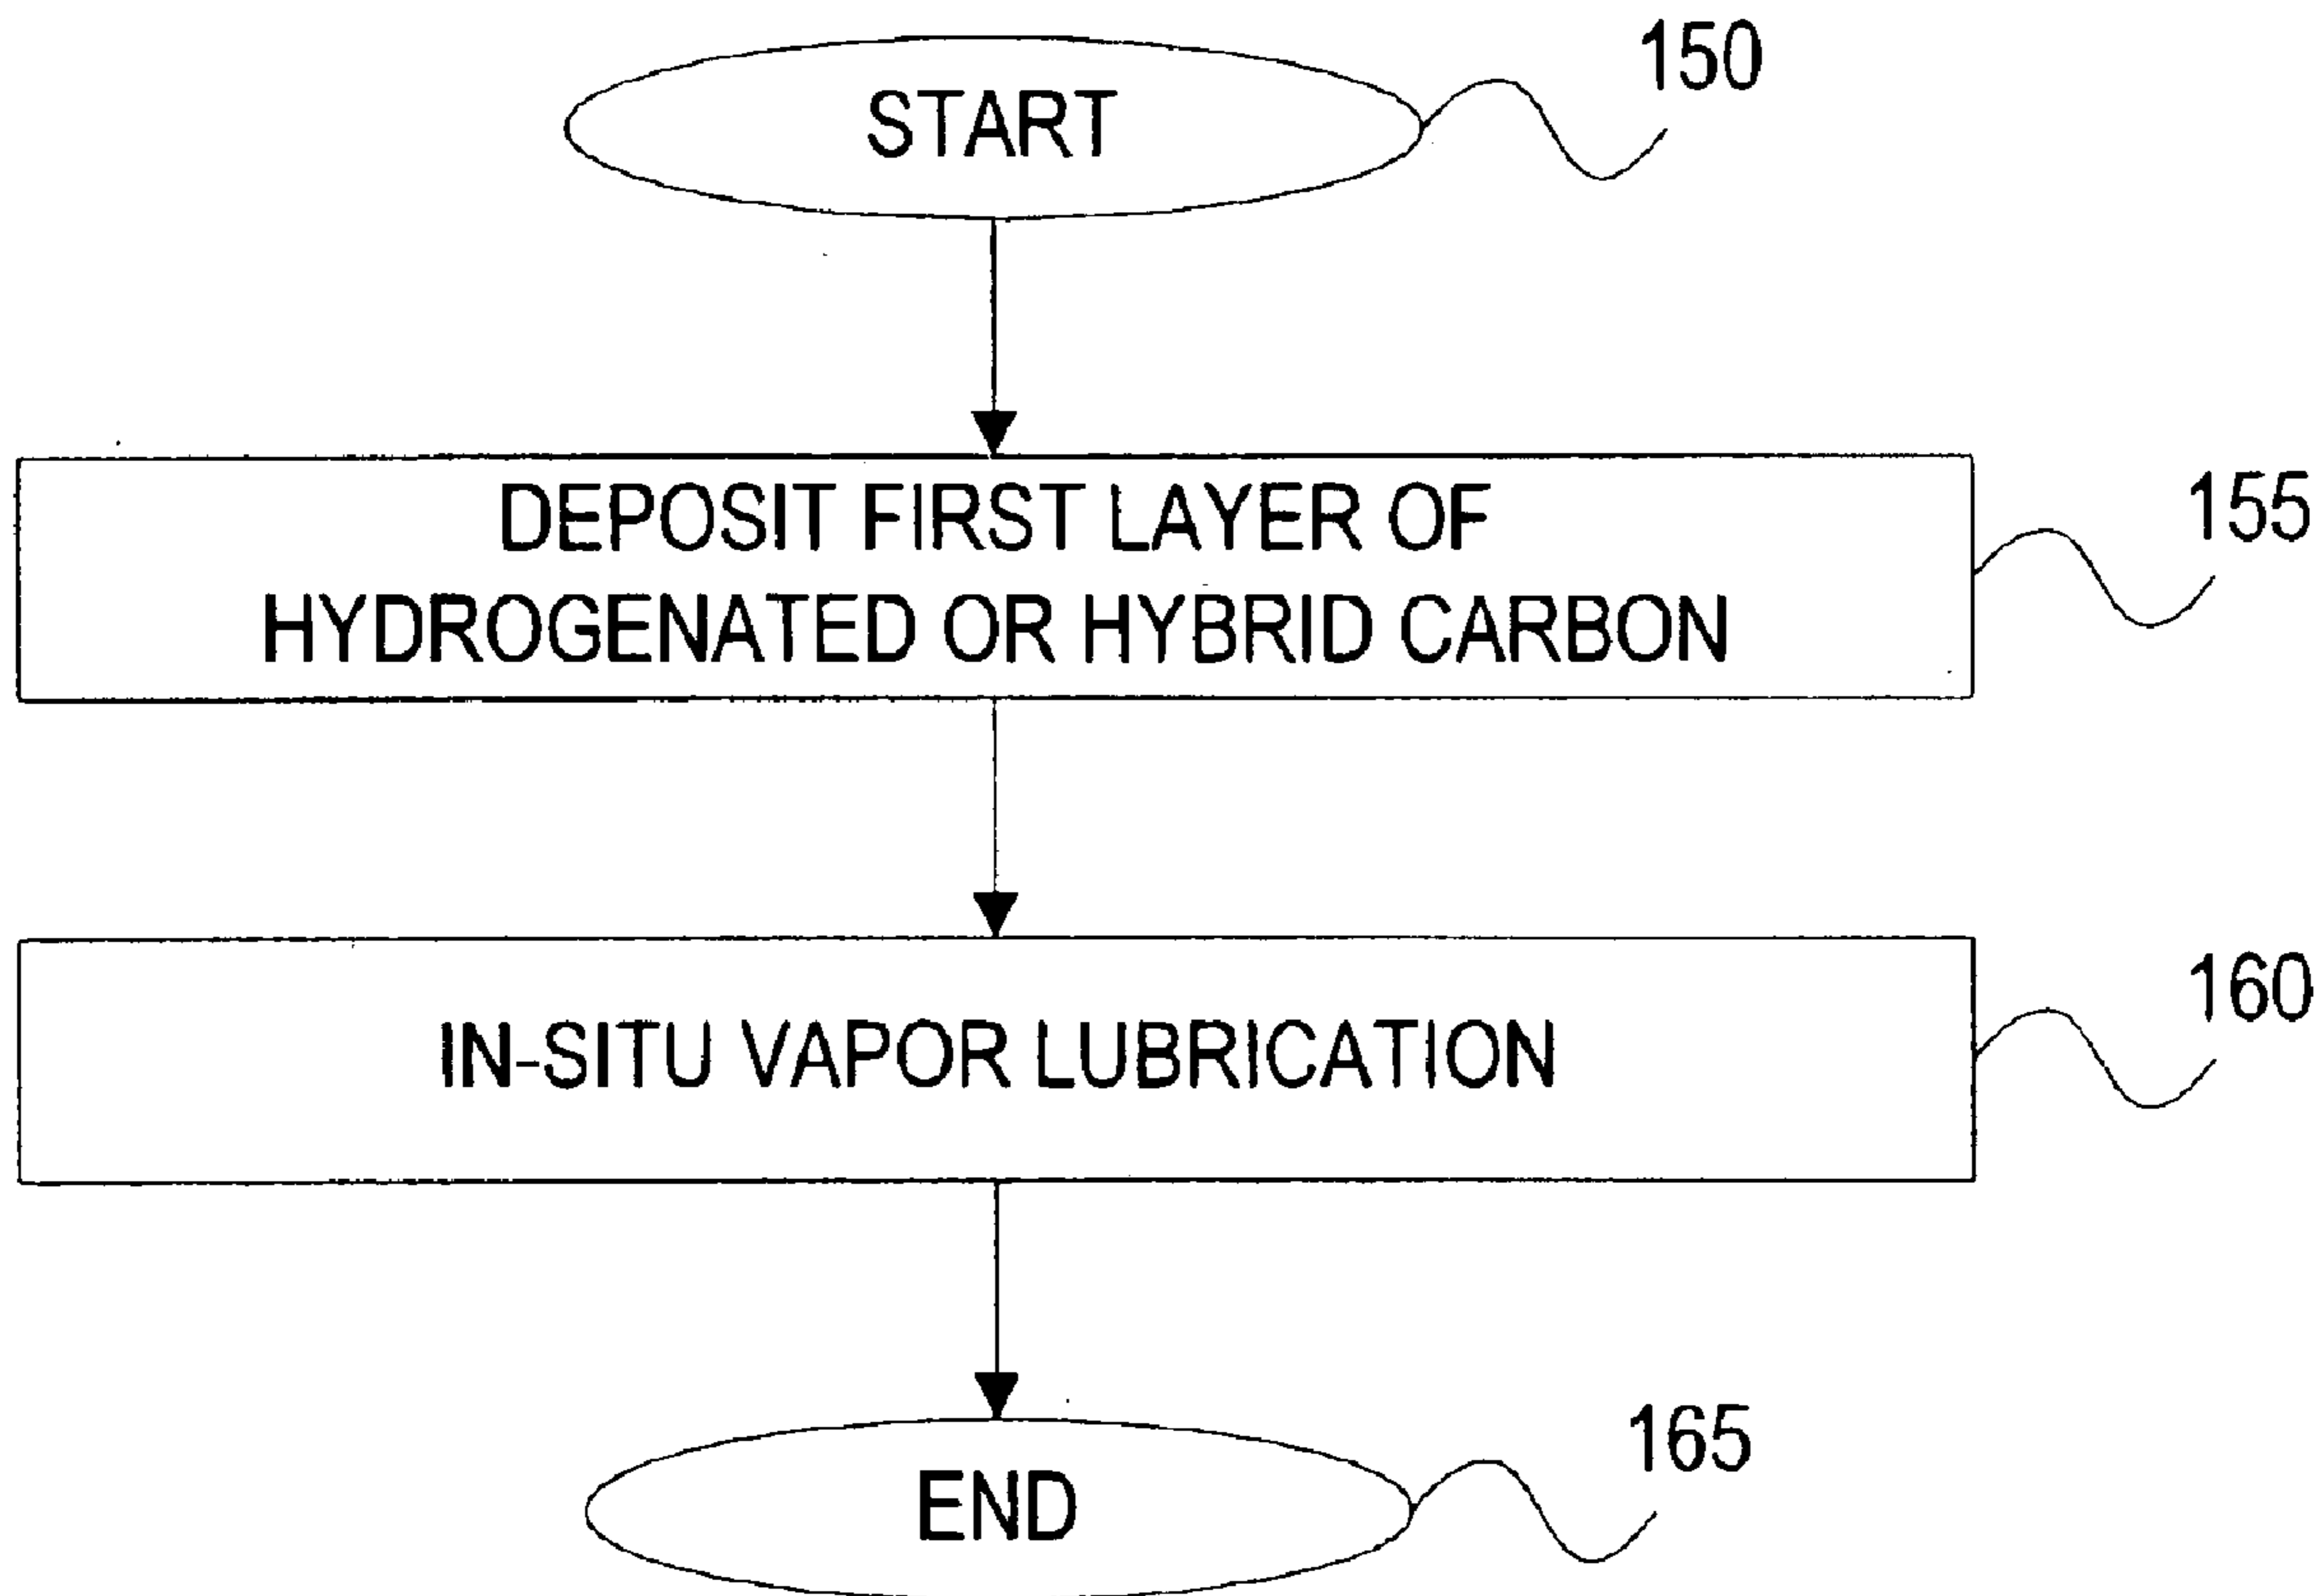 START
150
DEPOSIT FIRST LAYER OF
HYDROGENATED OR HYBRID CARBON
155
IN-SITU VAPOR LUBRICATION
160
END
165